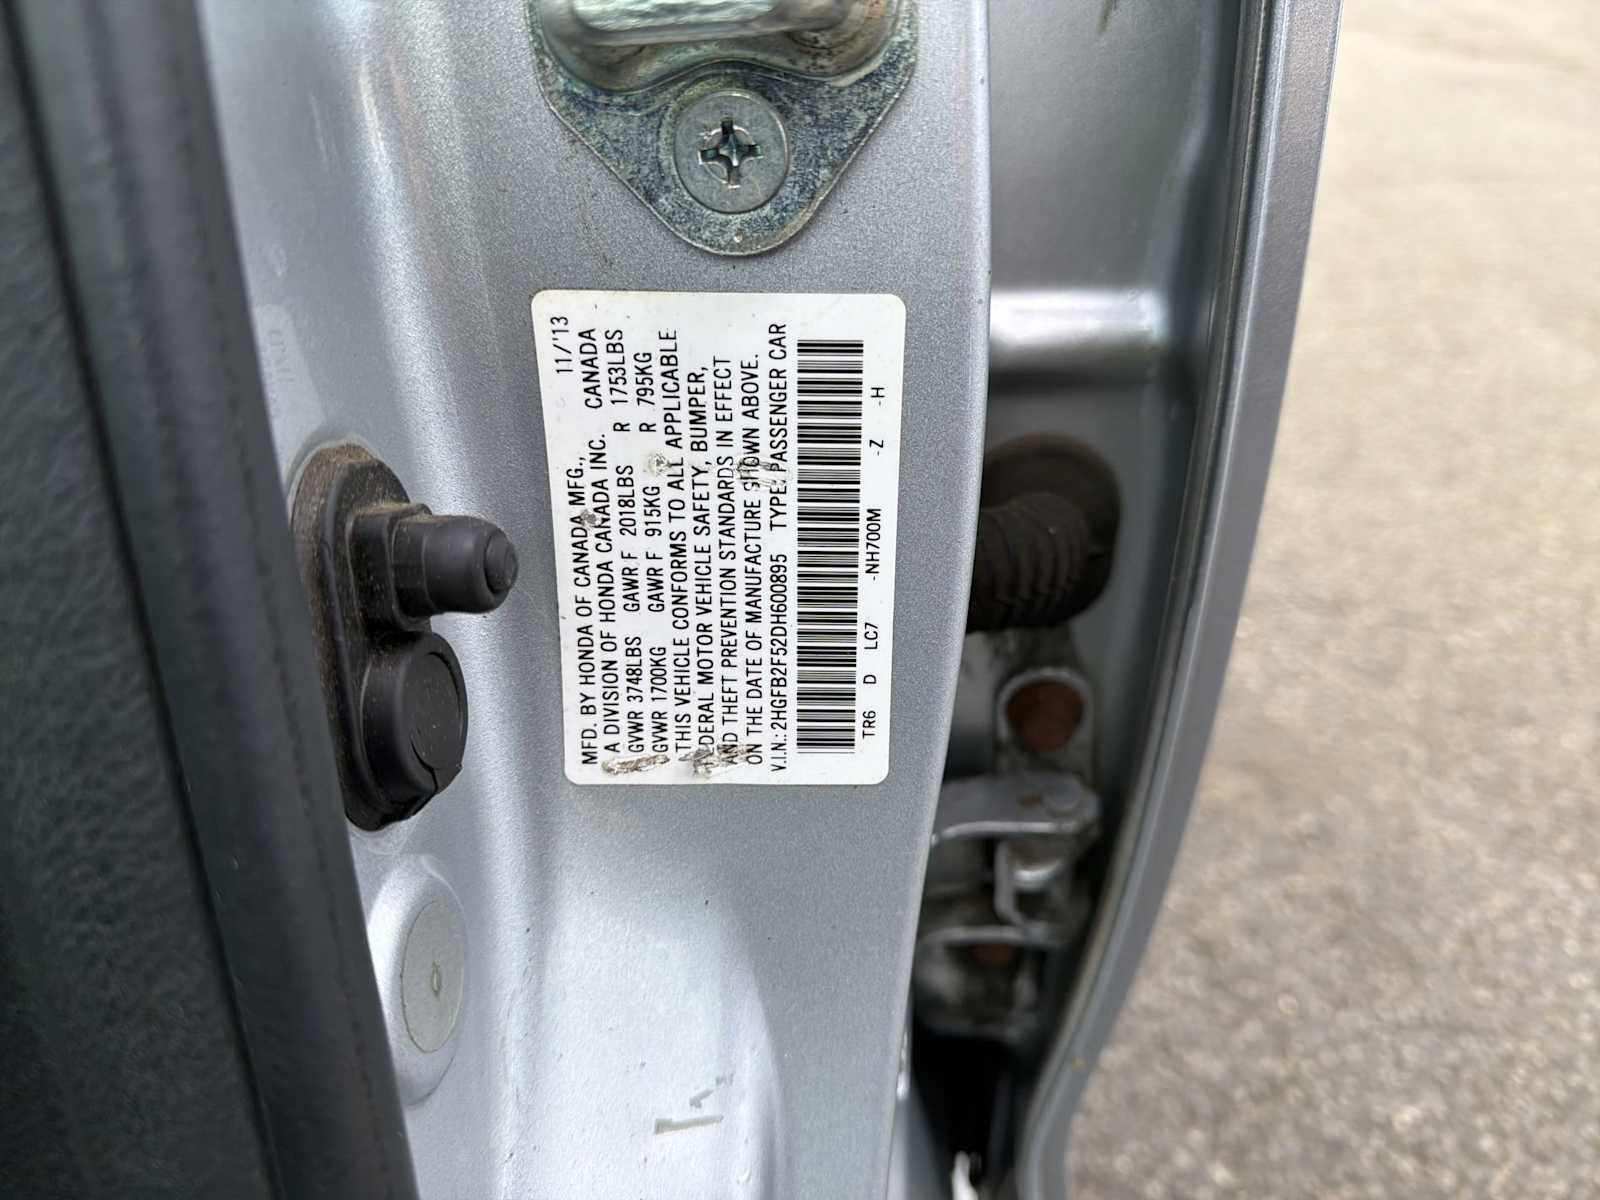 11/'13
MFD. BY HONDA OF CANADA MFG.,
A DIVISION OF HONDA CANADA INC. CANADA
GVWR 3748LBS GAWR F 2018LBS R 1753LBS
GVWR 1700KG GAWR F 915KG R 795KG
THIS VEHICLE CONFORMS TO ALL APPLICABLE
FEDERAL MOTOR VEHICLE SAFETY, BUMPER,
AND THEFT PREVENTION STANDARDS IN EFFECT
ON THE DATE OF MANUFACTURE SHOWN ABOVE.
V.I.N.: 2HGFB2F52DH600895 TYPE: PASSENGER CAR
TR6 D LC7 -NH700M -Z -H